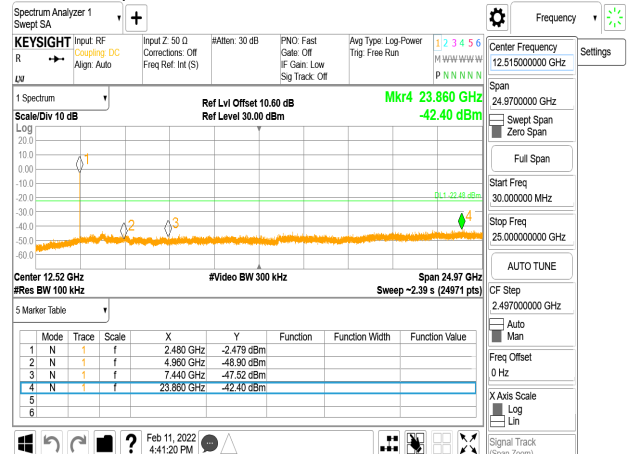 Spectrum Analyzer 1
Swept SA
Frequency
KEYSIGHT Input: RF Input Z: 50 Ω #Atten: 30 dB PNO: Fast Avg Type: Log-Power 1 2 3 4 5 6
R Coupling: DC Corrections: Off Gate: Off Trig: Free Run
Align: Auto Freq Ref: Int (S) IF Gain: Low M W W W W W
Sig Track: Off P N N N N N
Center Frequency
12.515000000 GHz
Settings
1 Spectrum
Scale/Div 10 dB
Ref Lvl Offset 10.60 dB
Ref Level 30.00 dBm
Mkr4 23.860 GHz
-42.40 dBm
Log
20.0
10.0
0.00
-10.0
-20.0
-30.0
-40.0
-50.0
-60.0
1
2
3
4
Center 12.52 GHz #Video BW 300 kHz Span 24.97 GHz
#Res BW 100 kHz Sweep ~2.39 s (24971 pts)
Span
24.9700000 GHz
Swept Span
Zero Span
Full Span
Start Freq
30.000000 MHz
Stop Freq
25.000000000 GHz
AUTO TUNE
CF Step
2.497000000 GHz
Auto
Man
Freq Offset
0 Hz
X Axis Scale
Log
Lin
Signal Track
(Span Zoom)
5 Marker Table
Mode Trace Scale X Y Function Function Width Function Value
1 N 1 f 2.480 GHz -2.479 dBm
2 N 1 f 4.960 GHz -48.90 dBm
3 N 1 f 7.440 GHz -47.52 dBm
4 N 1 f 23.860 GHz -42.40 dBm
5
6
Feb 11, 2022
4:41:20 PM